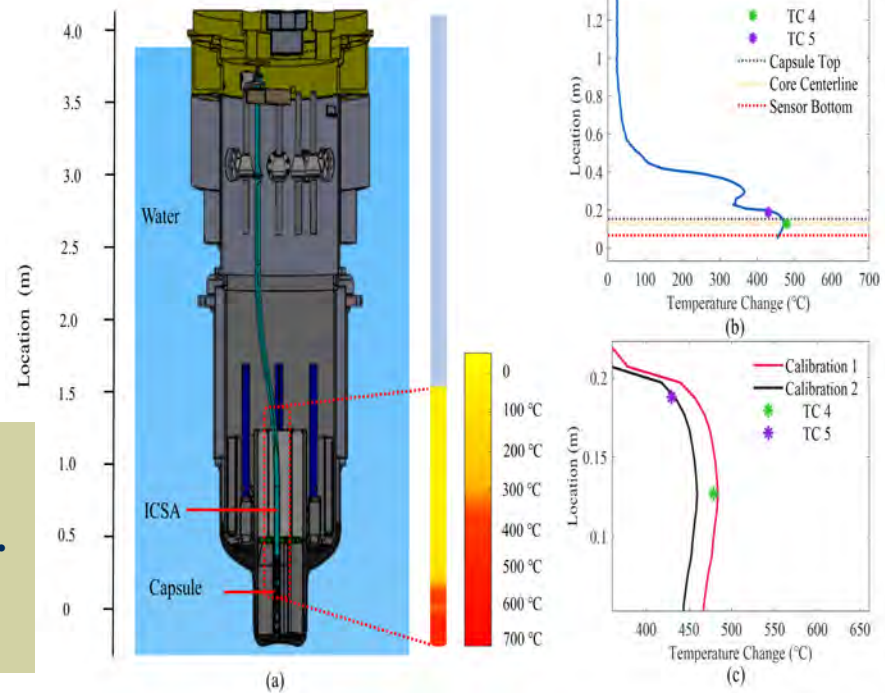 4.0
3.5
3.0
2.5
2.0
1.5
1.0
0.5
0
Location (m)
Water
ICSA
Capsule
0
100 °C
200 °C
300 °C
400 °C
500 °C
600 °C
700 °C
(a)
1.2
1
0.6
0.4
0.2
0
Location (m)
TC 4
TC 5
Capsule Top
Core Centerline
Sensor Bottom
0 100 200 300 400 500 600 700
Temperature Change (°C)
(b)
0.2
0.15
0.1
Location (m)
Calibration 1
Calibration 2
TC 4
TC 5
400 450 500 550 600 650
Temperature Change (°C)
(c)